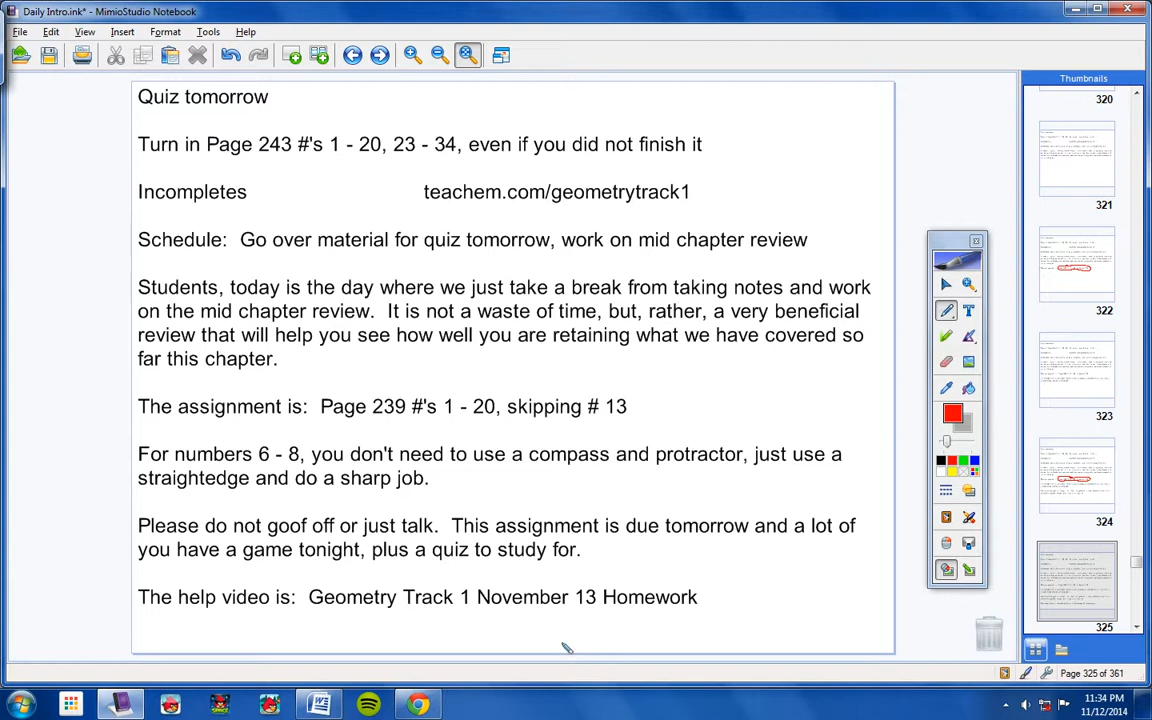 Daily Intro.ink* - MimioStudio Notebook
File Edit View Insert Format Tools Help
Quiz tomorrow
Turn in Page 243 #'s 1 - 20, 23 - 34, even if you did not finish it
Incompletes teachem.com/geometrytrack1
Schedule: Go over material for quiz tomorrow, work on mid chapter review
Students, today is the day where we just take a break from taking notes and work
on the mid chapter review. It is not a waste of time, but, rather, a very beneficial
review that will help you see how well you are retaining what we have covered so
far this chapter.
The assignment is: Page 239 #'s 1 - 20, skipping # 13
For numbers 6 - 8, you don't need to use a compass and protractor, just use a
straightedge and do a sharp job.
Please do not goof off or just talk. This assignment is due tomorrow and a lot of
you have a game tonight, plus a quiz to study for.
The help video is: Geometry Track 1 November 13 Homework
Thumbnails
320
321
322
323
324
325
Page 325 of 361
11:34 PM
11/12/2014